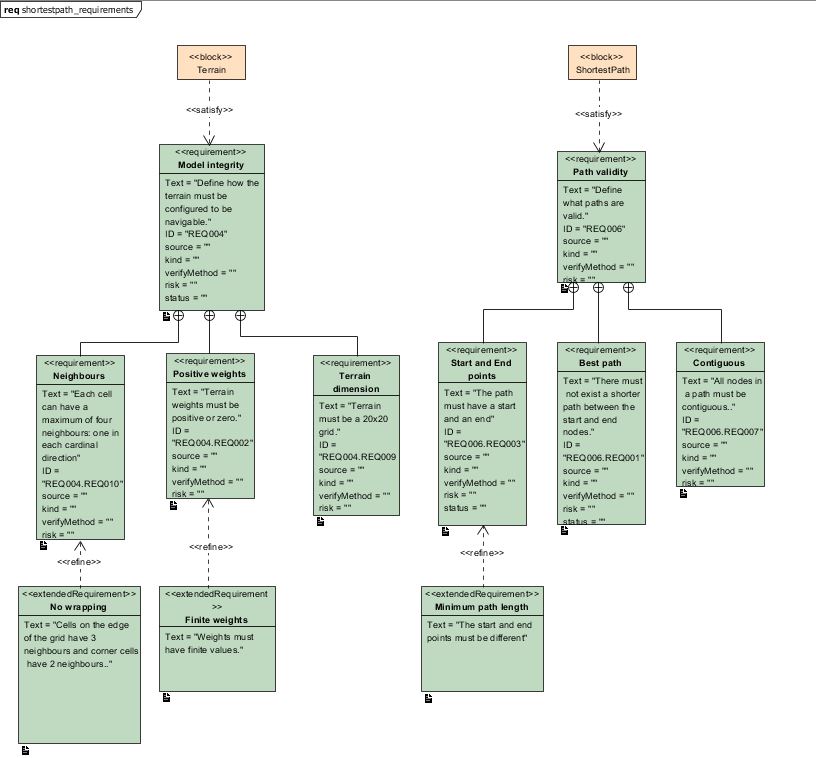 req shortestpath_requirements
<<block>>
Terrain
<<satisfy>>
<<requirement>>
Model integrity
Text = "Define how the
terrain must be
configured to be
navigable."
ID = "REQ004"
source = ""
kind = ""
verifyMethod = ""
risk = ""
status = ""
<<block>>
ShortestPath
<<satisfy>>
<<requirement>>
Path validity
Text = "Define
what paths are
valid."
ID = "REQ006"
source = ""
kind = ""
verifyMethod = ""
risk = ""
<<requirement>>
Neighbours
Text = "Each cell
can have a
maximum of four
neighbours: one in
each cardinal
direction"
ID =
"REQ004.REQ010"
source = ""
kind = ""
verifyMethod = ""
risk = ""
<<requirement>>
Positive weights
Text = "Terrain
weights must be
positive or zero."
ID =
"REQ004.REQ002"
source = ""
kind = ""
verifyMethod = ""
risk = ""
<<requirement>>
Terrain
dimension
Text = "Terrain
must be a 20x20
grid."
ID =
"REQ004.REQ009
source = ""
kind = ""
verifyMethod = ""
risk = ""
<<requirement>>
Start and End
points
Text = "The path
must have a start
and an end"
ID =
"REQ006.REQ003"
source = ""
kind = ""
verifyMethod = ""
risk = ""
status = ""
<<requirement>>
Best path
Text = "There must
not exist a shorter
path between the
start and end
nodes."
ID =
"REQ006.REQ001"
source = ""
kind = ""
verifyMethod = ""
risk = ""
status = ""
<<requirement>>
Contiguous
Text = "All nodes in
a path must be
contiguous.."
ID =
"REQ006.REQ007"
source = ""
kind = ""
verifyMethod = ""
risk = ""
<<refine>>
<<refine>>
<<refine>>
<<extendedRequirement>>
No wrapping
Text = "Cells on the edge
of the grid have 3
neighbours and corner cells
have 2 neighbours.."
<<extendedRequirement
>>
Finite weights
Text = "Weights must
have finite values."
<<extendedRequirement>>
Minimum path length
Text = "The start and end
points must be different"